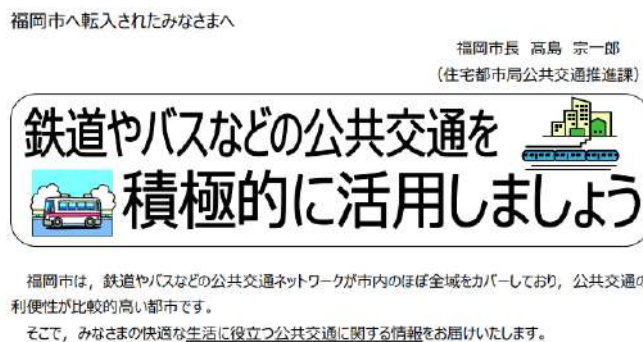 福岡市へ転入されたみなさまへ
福岡市長 高島 宗一郎
（住宅都市局公共交通推進課）
鉄道やバスなどの公共交通を
積極的に活用しましょう
福岡市は，鉄道やバスなどの公共交通ネットワークが市内のほぼ全域をカバーしており，公共交通の
利便性が比較的高い都市です。
そこで，みなさまの快適な生活に役立つ公共交通に関する情報をお届けいたします。